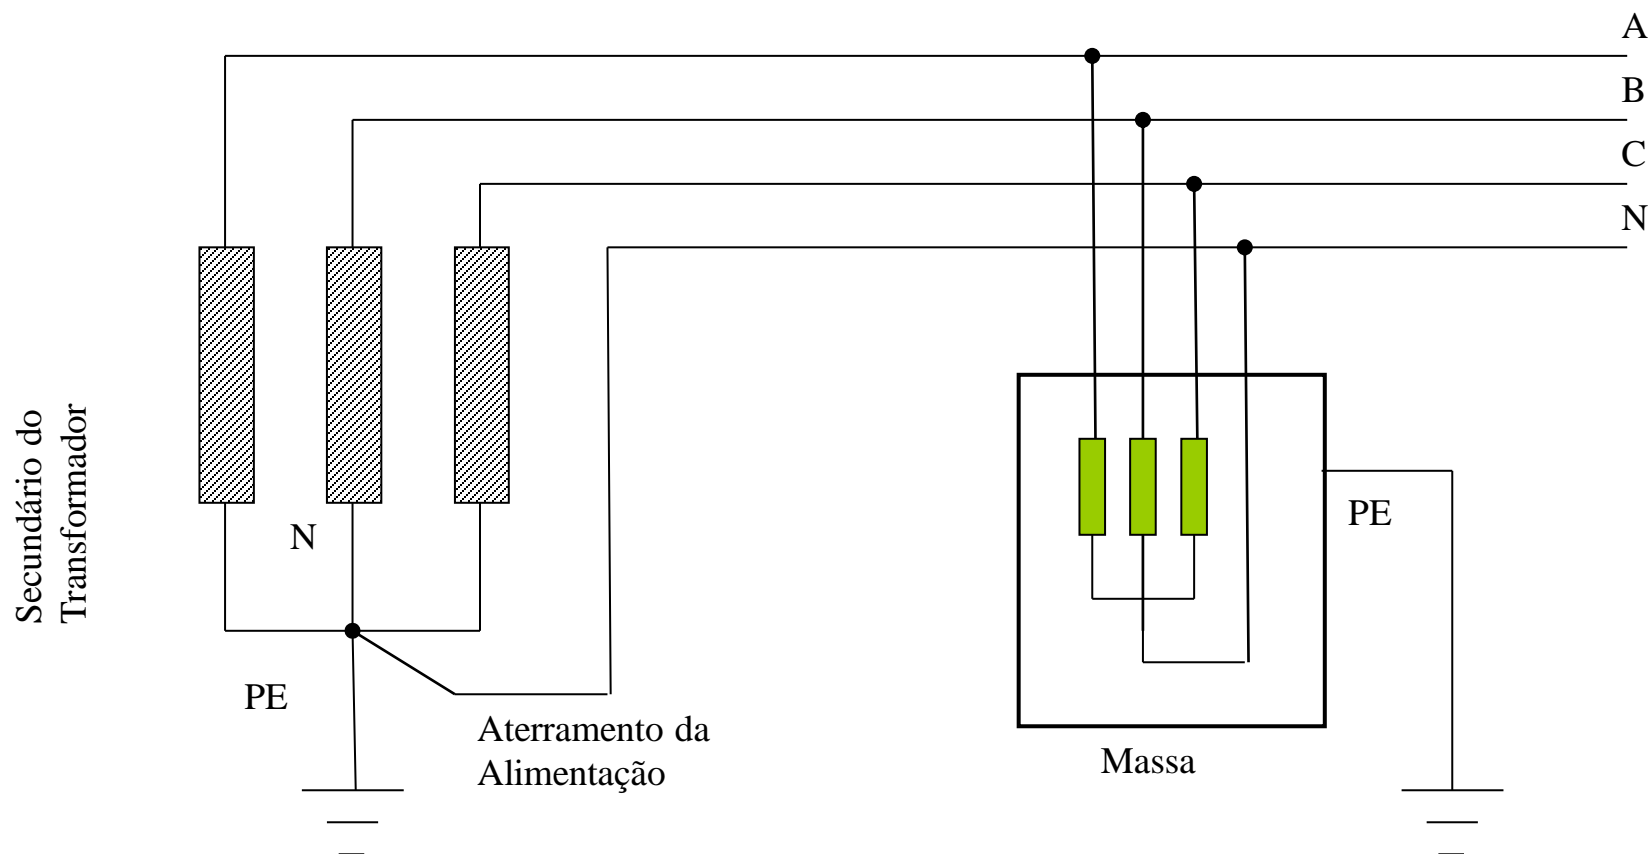 A
B
C
N
Secundário do
Transformador
N
PE
PE
Aterramento da
Alimentação
Massa